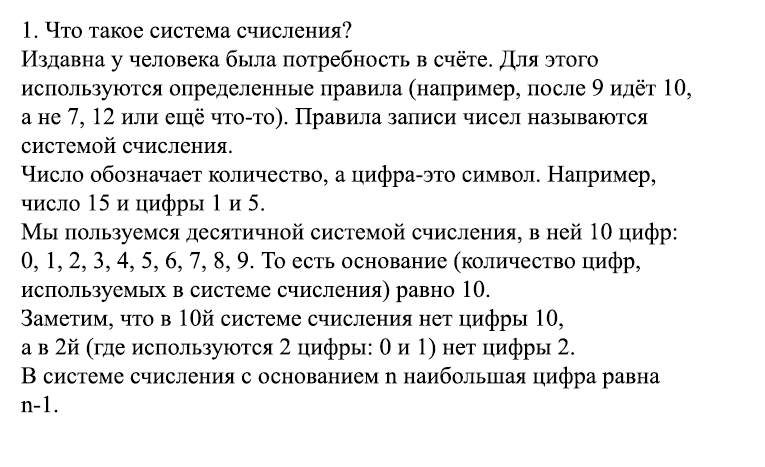 1. Что такое система счисления?
Издавна у человека была потребность в счёте. Для этого
используются определенные правила (например, после 9 идёт 10,
а не 7, 12 или ещё что-то). Правила записи чисел называются
системой счисления.
Число обозначает количество, а цифра-это символ. Например,
число 15 и цифры 1 и 5.
Мы пользуемся десятичной системой счисления, в ней 10 цифр:
0, 1, 2, 3, 4, 5, 6, 7, 8, 9. То есть основание (количество цифр,
используемых в системе счисления) равно 10.
Заметим, что в 10й системе счисления нет цифры 10,
а в 2й (где используются 2 цифры: 0 и 1) нет цифры 2.
В системе счисления с основанием n наибольшая цифра равна
n-1.